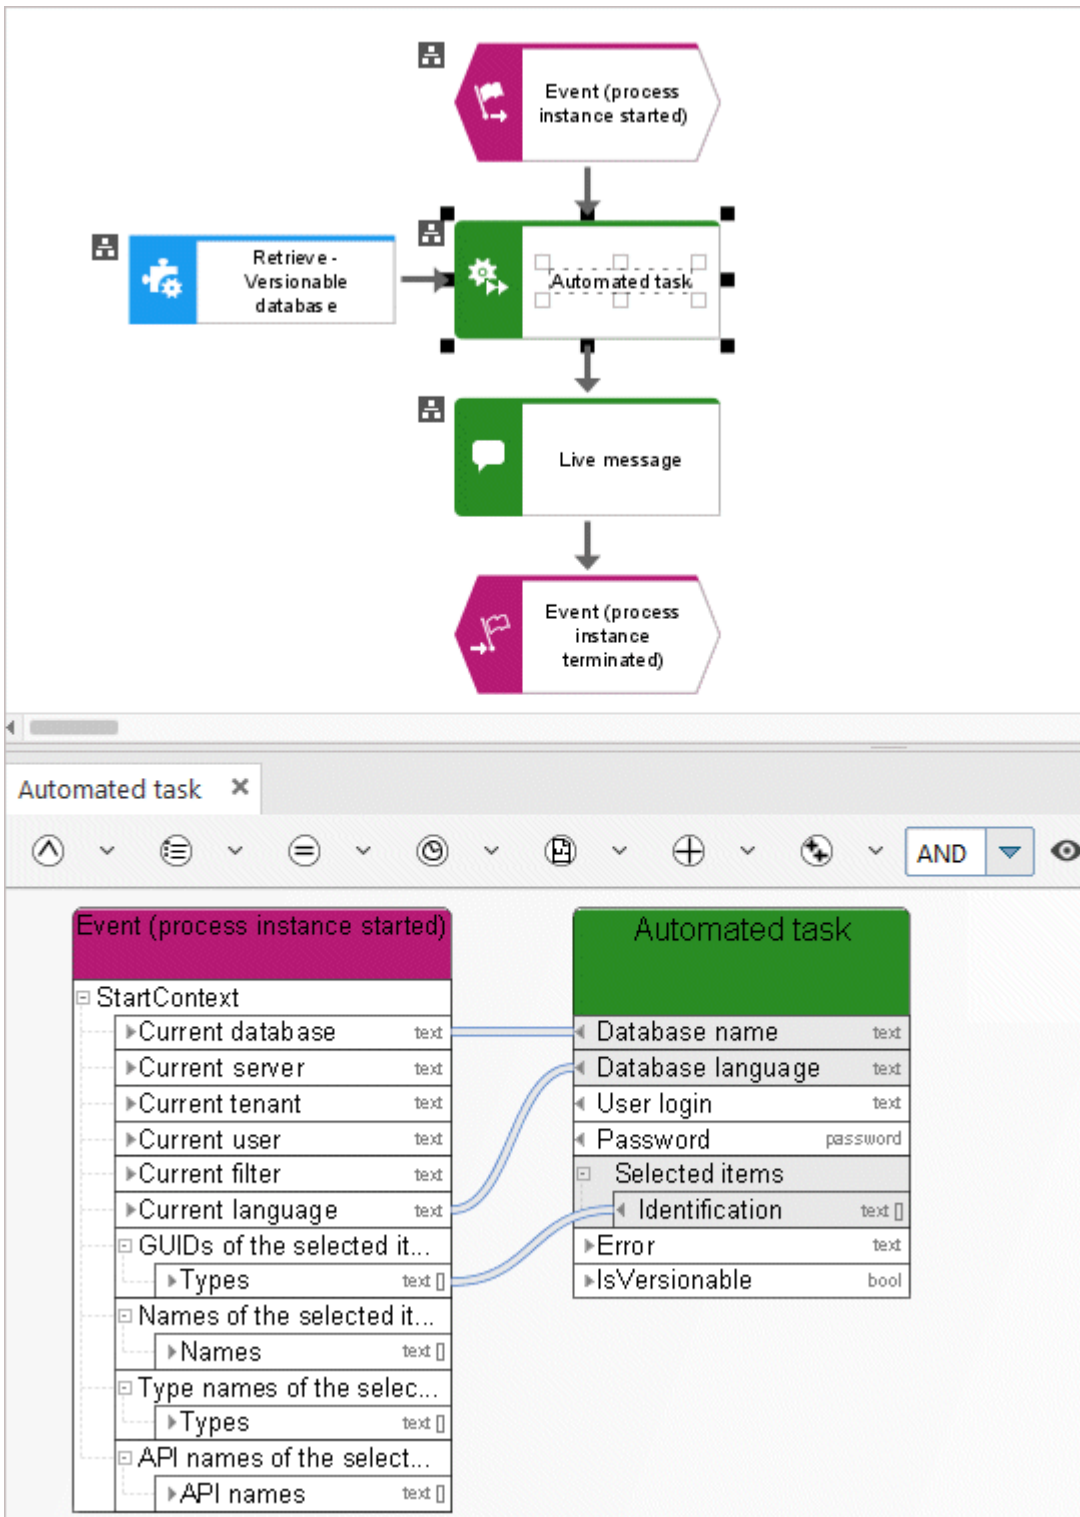 Event (process
instance started)
Retrieve -
Versionable
database
Automated task
Live message
Event (process
instance
terminated)
Automated task
AND
Event (process instance started)
StartContext
Current database text
Current server text
Current tenant text
Current user text
Current filter text
Current language text
GUIDs of the selected it...
Types text []
Names of the selected it...
Names text []
Type names of the selec...
Types text []
API names of the select...
API names text []
Automated task
Database name text
Database language text
User login text
Password password
Selected items
Identification text []
Error text
IsVersionable bool